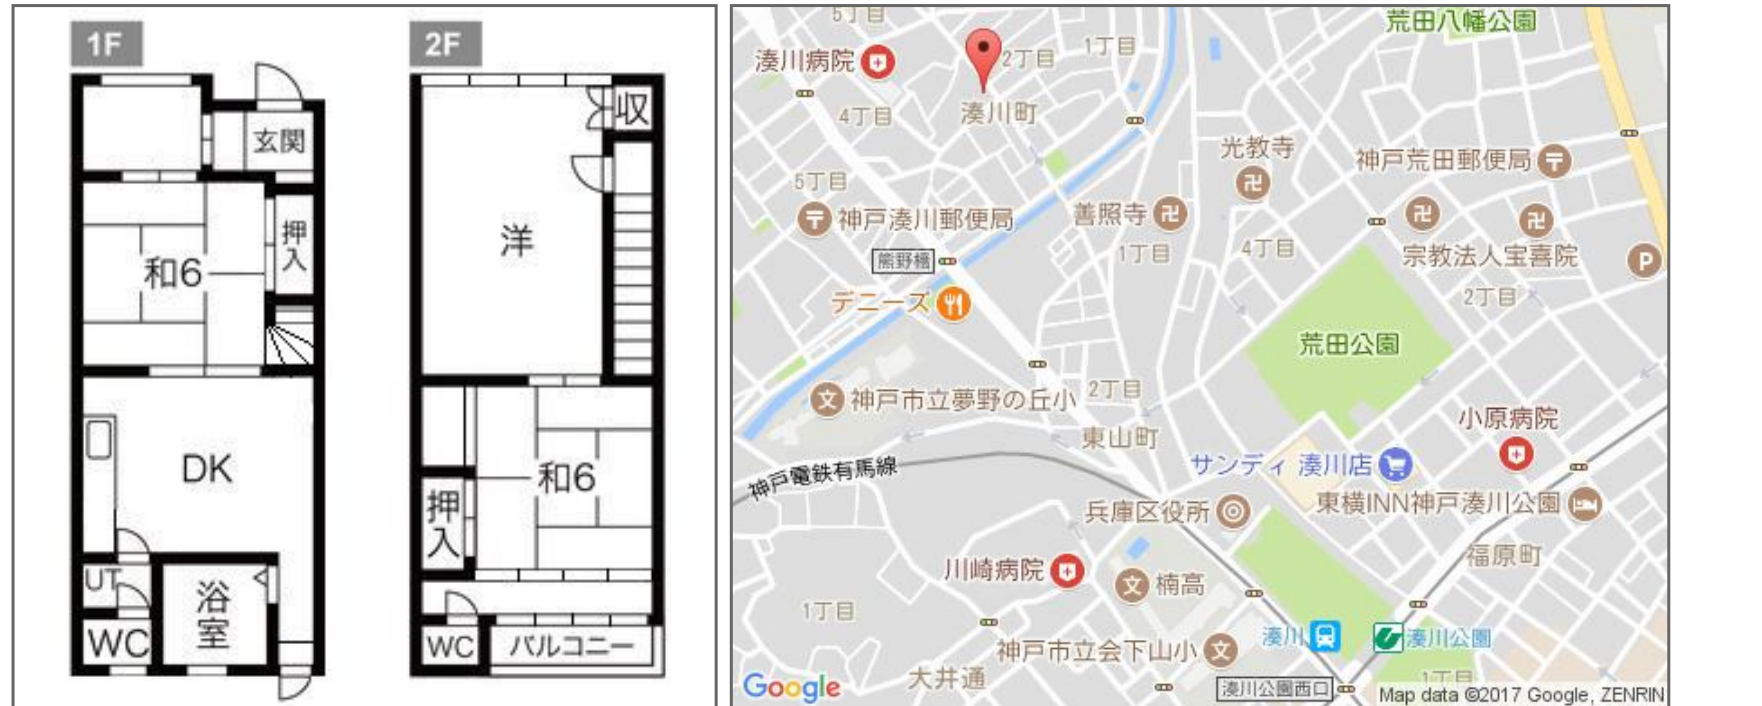 1F
玄関
押入
和6
DK
UT
浴室
WC
2F
収
洋
押入
和6
WC
バルコニー
5丁目
荒田八幡公園
湊川病院
2丁目
1丁目
湊川町
4丁目
光教寺
神戸荒田郵便局
5丁目
神戸湊川郵便局
善照寺
1丁目
4丁目
宗教法人宝喜院
P
熊野橋
2丁目
デニーズ
荒田公園
神戸市立夢野の丘小
文
2丁目
東山町
小原病院
サンディ 湊川店
神戸電鉄有馬線
兵庫区役所
東横INN神戸湊川公園
福原町
川崎病院
文
楠高
1丁目
神戸市立会下山小
文
湊川
湊川公園
大井通
1丁目
湊川公園西口
Google
Map data ©2017 Google, ZENRIN